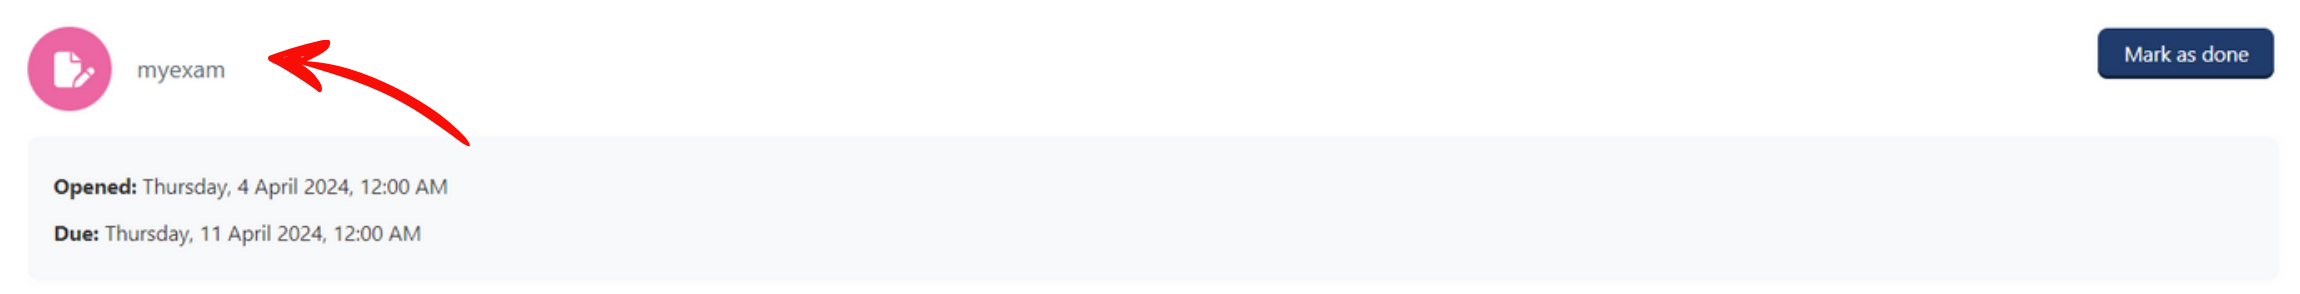 myexam
Mark as done
Opened: Thursday, 4 April 2024, 12:00 AM
Due: Thursday, 11 April 2024, 12:00 AM